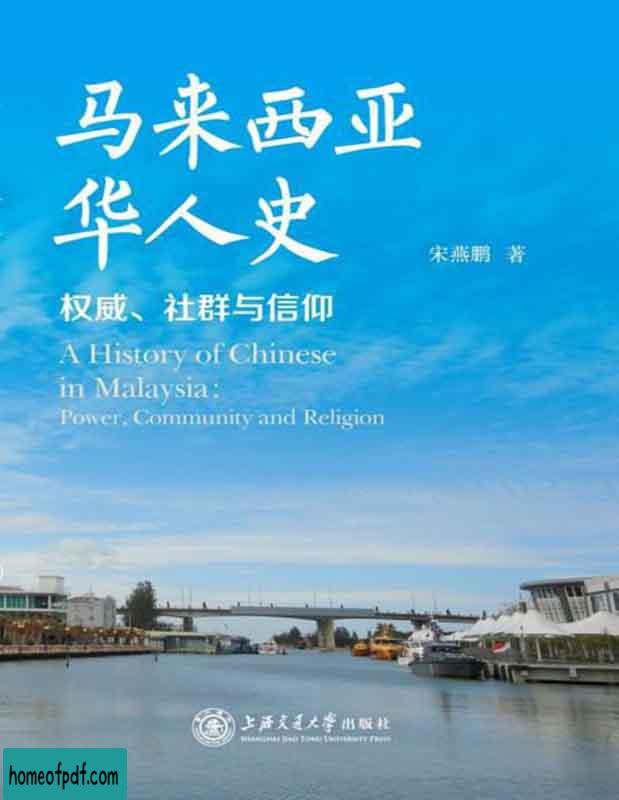 马来西亚
华人史
宋燕鹏 著
权威、社群与信仰
A History of Chinese
in Malaysia:
Power, Community and Religion
上海交通大学出版社
SHANGHAI JIAO TONG UNIVERSITY PRESS
homeofpdf.com